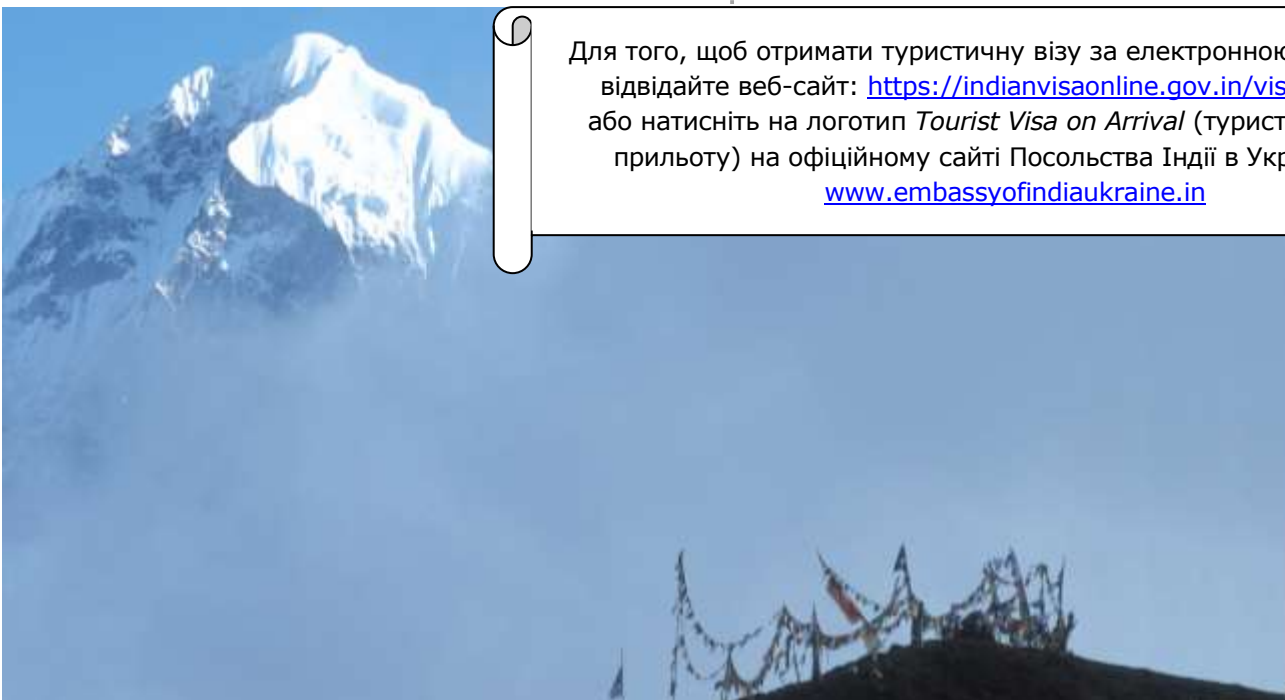 Для того, щоб отримати туристичну візу за електронною
відвідайте веб-сайт: https://indianvisaonline.gov.in/vis
або натисніть на логотип Tourist Visa on Arrival (турист
прильоту) на офіційному сайті Посольства Індії в Укр
www.embassyofindiaukraine.in